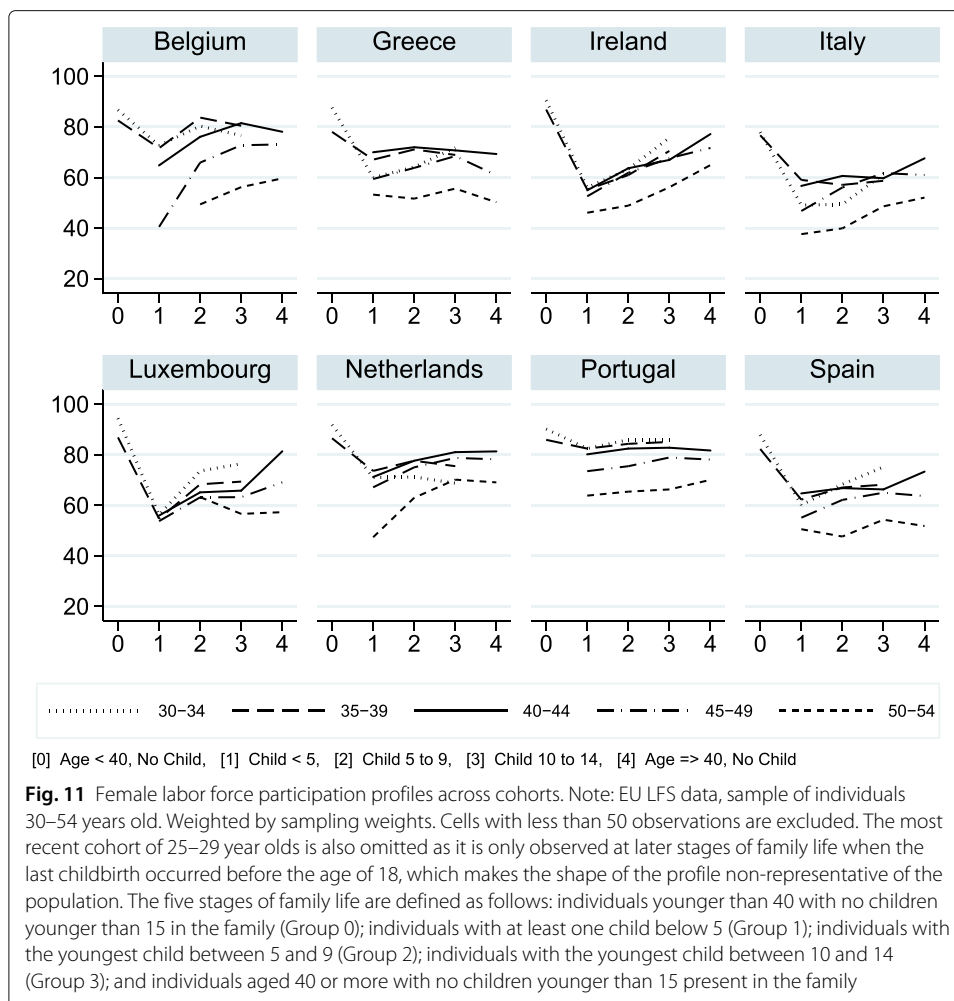 Belgium Greece Ireland Italy
100
80
60
40
20
0 1 2 3 4 0 1 2 3 4 0 1 2 3 4 0 1 2 3 4
Luxembourg Netherlands Portugal Spain
100
80
60
40
20
0 1 2 3 4 0 1 2 3 4 0 1 2 3 4 0 1 2 3 4
30−34 35−39 40−44 45−49 50−54
[0] Age < 40, No Child, [1] Child < 5, [2] Child 5 to 9, [3] Child 10 to 14, [4] Age => 40, No Child
Fig. 11 Female labor force participation profiles across cohorts. Note: EU LFS data, sample of individuals
30–54 years old. Weighted by sampling weights. Cells with less than 50 observations are excluded. The most
recent cohort of 25–29 year olds is also omitted as it is only observed at later stages of family life when the
last childbirth occurred before the age of 18, which makes the shape of the profile non-representative of the
population. The five stages of family life are defined as follows: individuals younger than 40 with no children
younger than 15 in the family (Group 0); individuals with at least one child below 5 (Group 1); individuals with
the youngest child between 5 and 9 (Group 2); individuals with the youngest child between 10 and 14
(Group 3); and individuals aged 40 or more with no children younger than 15 present in the family